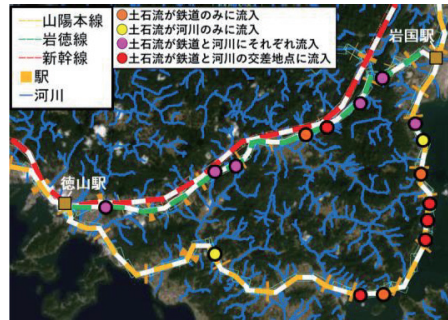 山陽本線
岩徳線
新幹線
駅
河川
土石流が鉄道のみに流入
土石流が河川のみに流入
土石流が鉄道と河川にそれぞれ流入
土石流が鉄道と河川の交差地点に流入
岩国駅
徳山駅